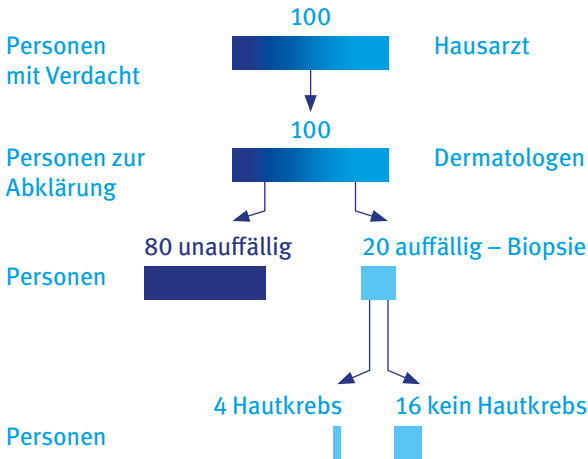 100
Personen
mit Verdacht
Hausarzt
100
Personen zur
Abklärung
Dermatologen
80 unauffällig
20 auffällig – Biopsie
Personen
4 Hautkrebs
16 kein Hautkrebs
Personen